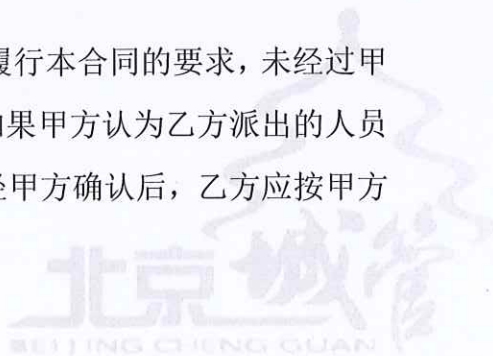 履行本合同的要求，未经过甲
如果甲方认为乙方派出的人员
经甲方确认后，乙方应按甲方
北京城管
BEIJING CHENG GUAN